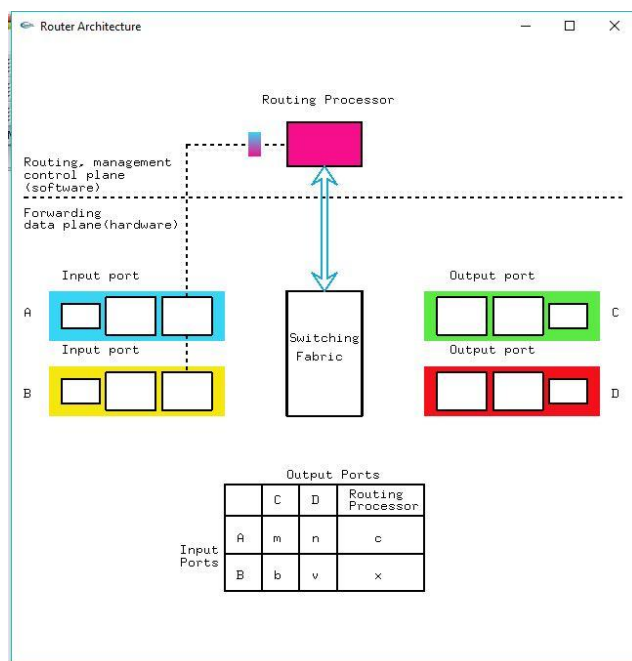 Router Architecture
Routing Processor
Routing, management
control plane
(software)
Forwarding
data plane(hardware)
Input port
Output port
A
C
Switching
Fabric
Input port
Output port
B
D
Output Ports
C D Routing
Processor
Input
Ports
A m n c
B b v x